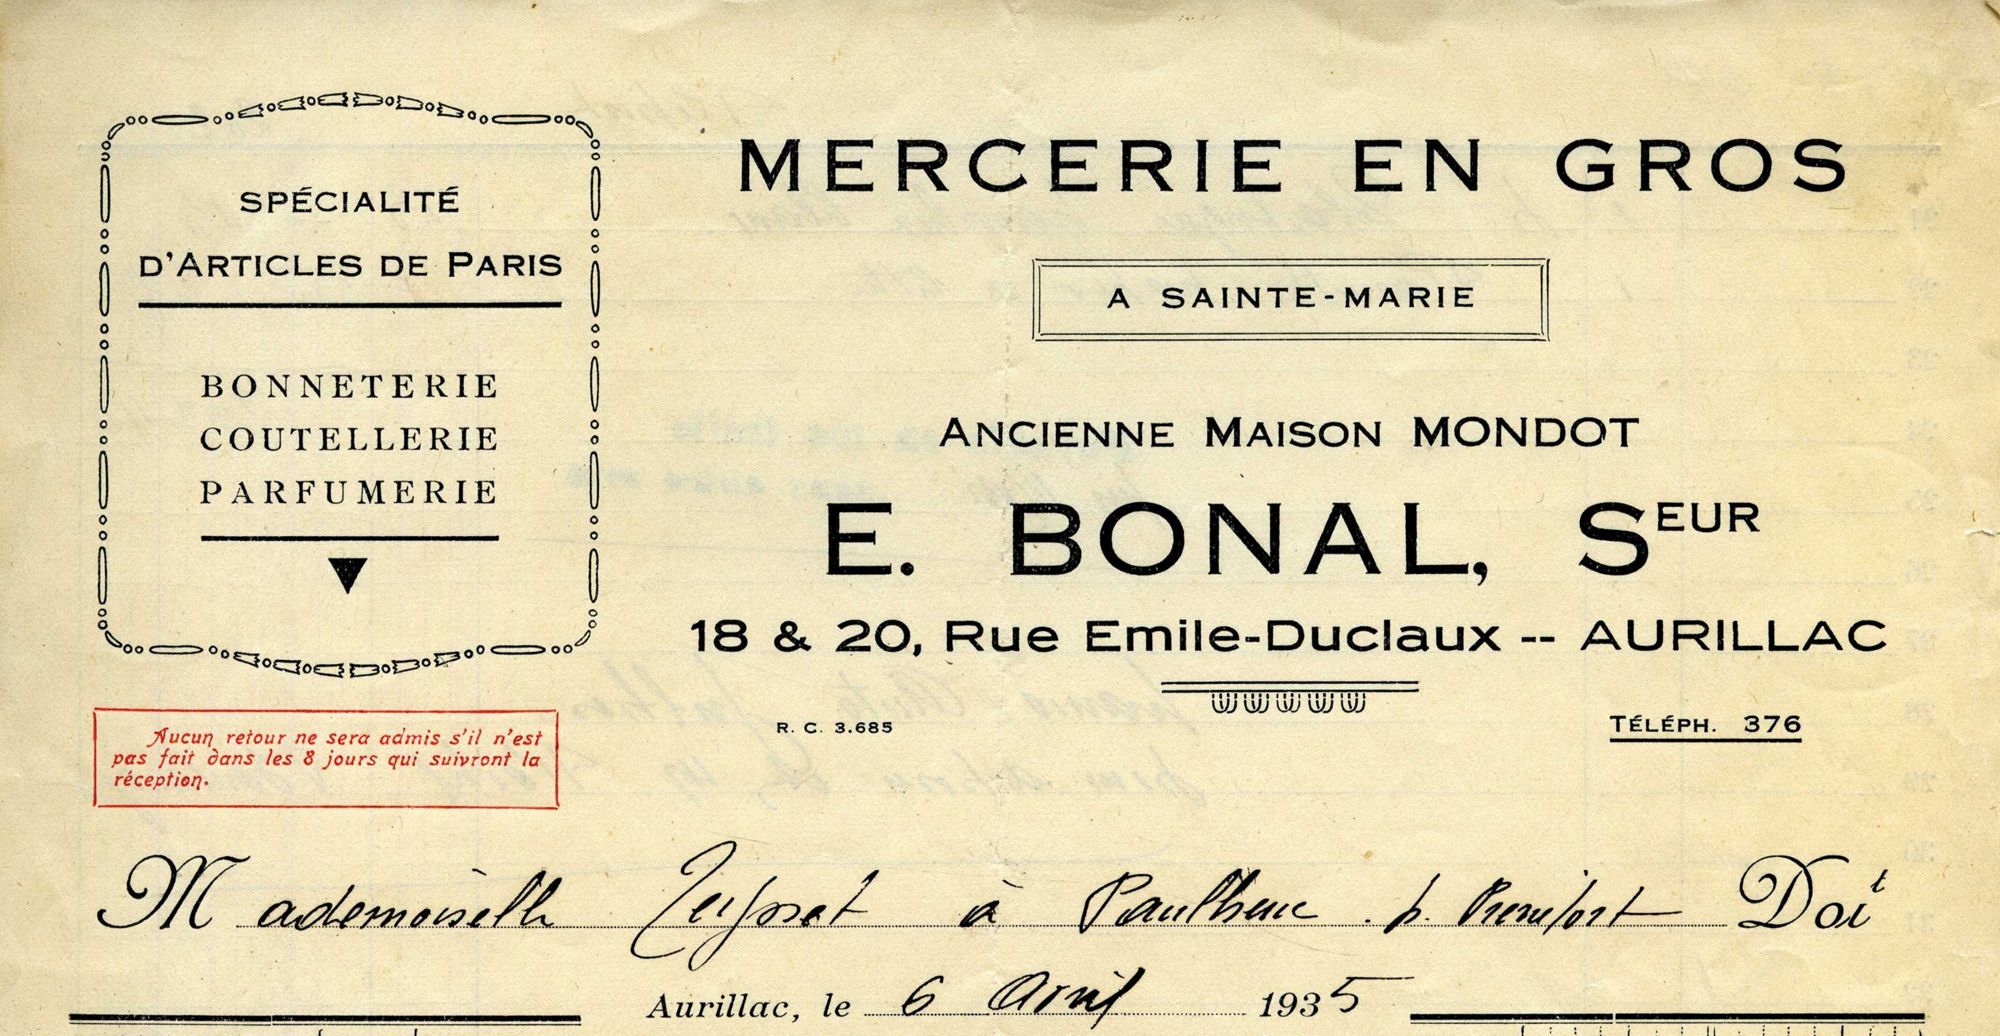 SPÉCIALITÉ
D'ARTICLES DE PARIS
BONNETERIE
COUTELLERIE
PARFUMERIE
MERCERIE EN GROS
A SAINTE-MARIE
ANCIENNE MAISON MONDOT
E. BONAL, SEUR
18 & 20, Rue Emile-Duclaux -- AURILLAC
R. C. 3.685
TÉLÉPH. 376
Aucun retour ne sera admis s'il n'est
pas fait dans les 8 jours qui suivront la
réception.
Mademoiselle à Paulhenc p. Pierrefort Doit
Aurillac, le 6 Avril 1935